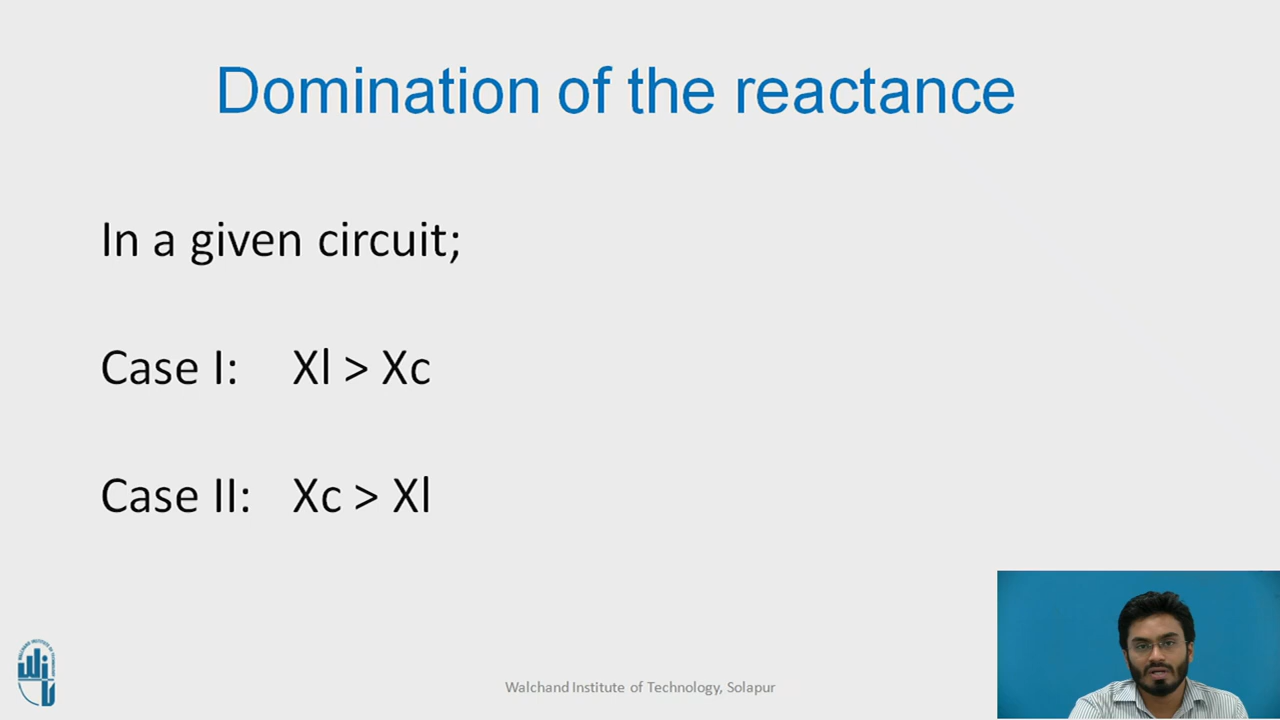 Domination of the reactance
In a given circuit;
Case I: Xl > Xc
Case II: Xc > Xl
Walchand Institute of Technology, Solapur